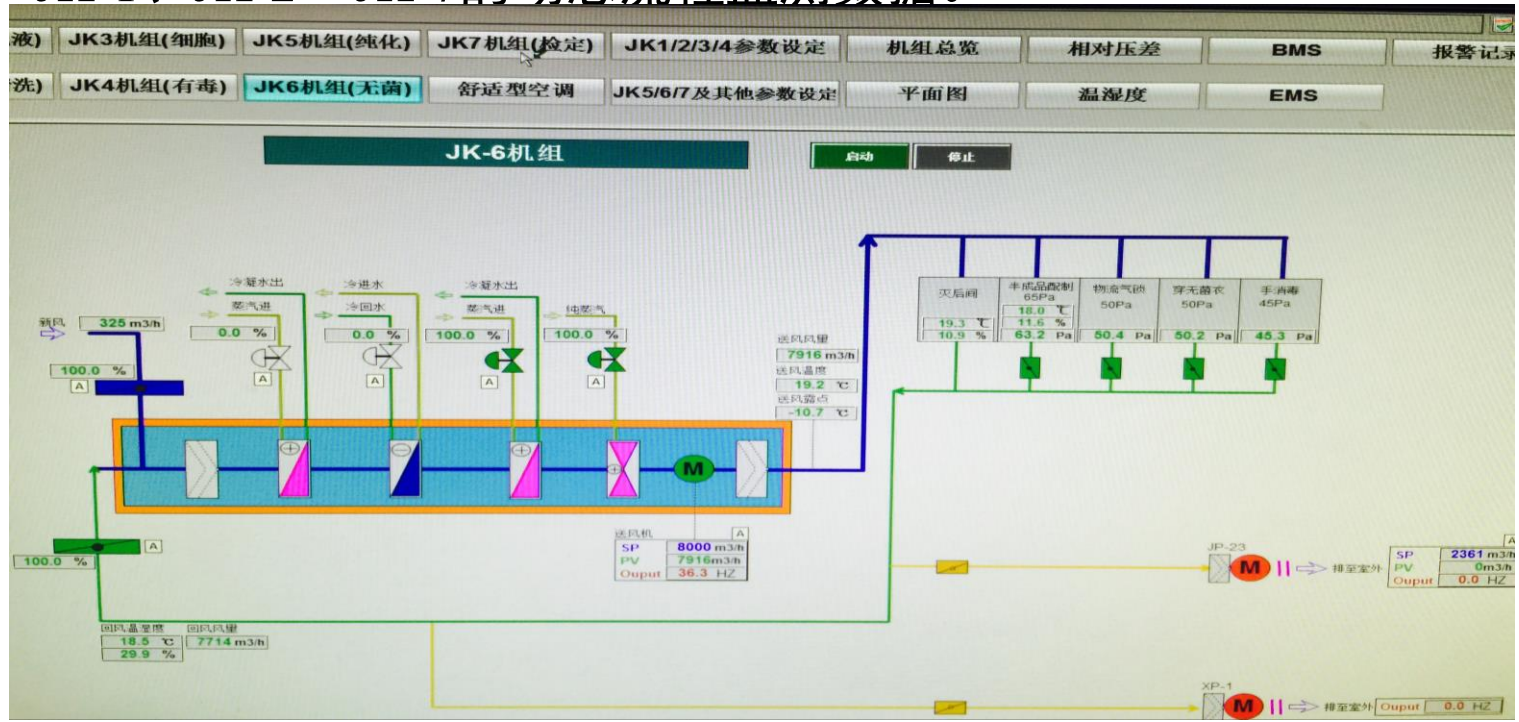 液)
JK3机组(细胞)
JK5机组(纯化)
JK7机组(检定)
JK1/2/3/4参数设定
机组总览
相对压差
BMS
报警记录
洗)
JK4机组(有毒)
JK6机组(无菌)
舒适型空调
JK5/6/7及其他参数设定
平面图
温湿度
EMS
JK-6机组
启动
停止
冷凝水出
蒸汽进
0.0 %
A
冷进水
冷回水
0.0 %
A
冷凝水出
蒸汽进
100.0 %
A
纯蒸汽
100.0 %
A
新风
325 m3/h
100.0 %
A
送风风量
7916 m3/h
送风温度
19.2 ℃
送风露点
-10.7 ℃
灭后间
19.3 ℃
10.9 %
半成品配制
65Pa
18.0 ℃
11.6 %
63.2 Pa
物流气锁
50Pa
50.4 Pa
穿无菌衣
50Pa
50.2 Pa
手消毒
45Pa
45.3 Pa
M
送风机
A
SP 8000 m3/h
PV 7916m3/h
Ouput 36.3 HZ
A
100.0 %
回风温湿度
18.5 ℃
29.9 %
回风风量
7714 m3/h
JP-23
M
排至室外
A
SP 2361 m3/h
PV 0m3/h
Ouput 0.0 HZ
XP-1
M
排至室外
Ouput 0.0 HZ